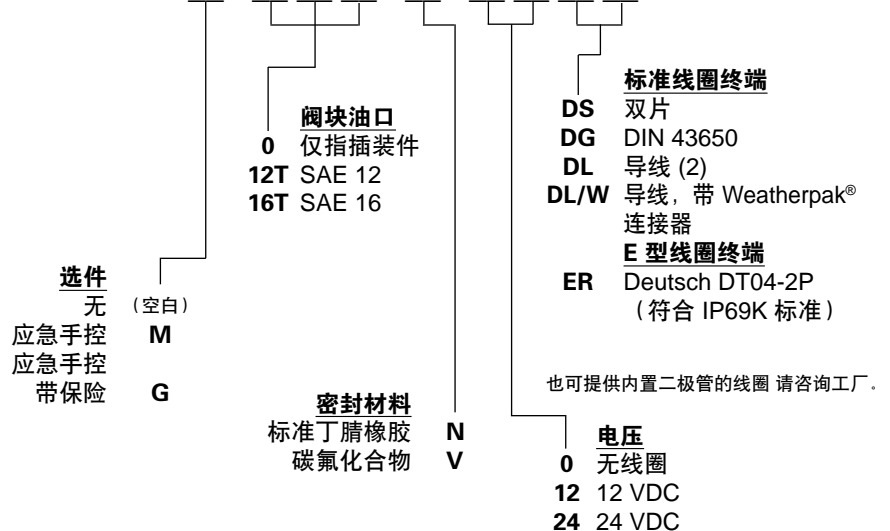 标准线圈终端
DS 双片
DG DIN 43650
DL 导线 (2)
DL/W 导线，带 Weatherpak®
连接器
E 型线圈终端
ER Deutsch DT04-2P
（符合 IP69K 标准）
阀块油口
0 仅指插装件
12T SAE 12
16T SAE 16
选件
无 （空白）
应急手控 M
应急手控
带保险 G
也可提供内置二极管的线圈 请咨询工厂。
密封材料
标准丁腈橡胶 N
碳氟化合物 V
电压
0 无线圈
12 12 VDC
24 24 VDC